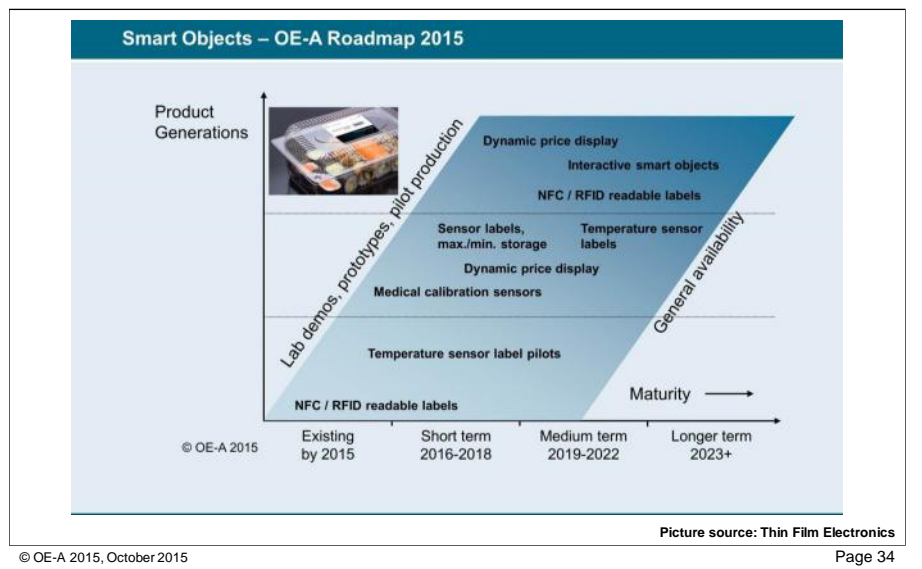 Smart Objects – OE-A Roadmap 2015
Product
Generations
Lab demos, prototypes, pilot production
Dynamic price display
Interactive smart objects
NFC / RFID readable labels
Sensor labels,
max./min. storage
Temperature sensor
labels
Dynamic price display
Medical calibration sensors
General availability
Temperature sensor label pilots
Maturity
NFC / RFID readable labels
Existing
by 2015
Short term
2016-2018
Medium term
2019-2022
Longer term
2023+
© OE-A 2015
Picture source: Thin Film Electronics
© OE-A 2015, October 2015
Page 34